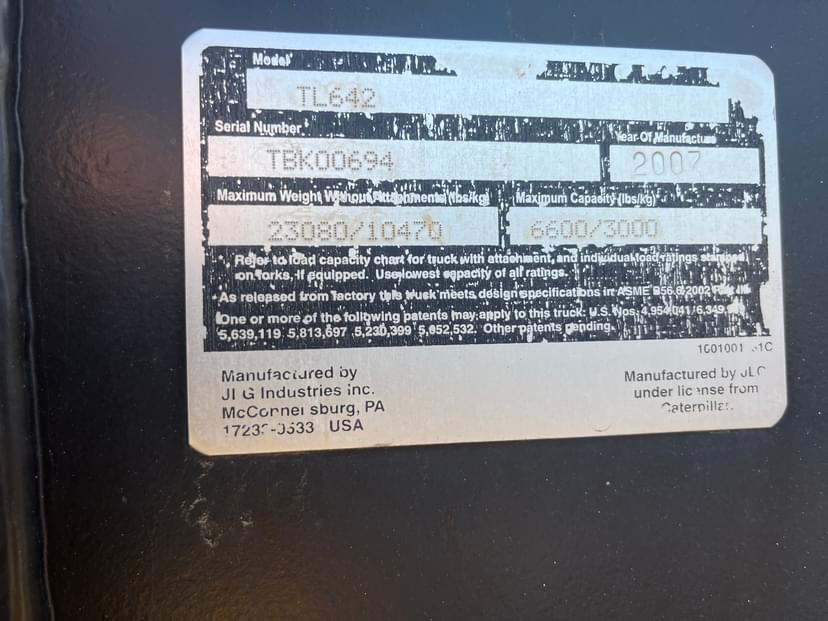 Model
TL642
Serial Number
Year Of Manufacture
TBK00694
2007
Maximum Weight Without Attachments (lbs/kg)
Maximum Capacity (lbs/kg)
23080/10470
6600/3000
Refer to load capacity chart for truck with attachment, and individual load ratings stamped
on forks, if equipped. Use lowest capacity of all ratings.
As released from factory this truck meets design specifications in ASME B56.6-2002
One or more of the following patents may apply to this truck: U.S. Nos. 4,954,041
5,639,119 5,813,697 5,230,399 5,052,532. Other patents pending.
1001001
Manufactured by
JLG Industries inc.
McConnellsburg, PA
USA
Manufactured by JLG
under license from
Caterpillar.